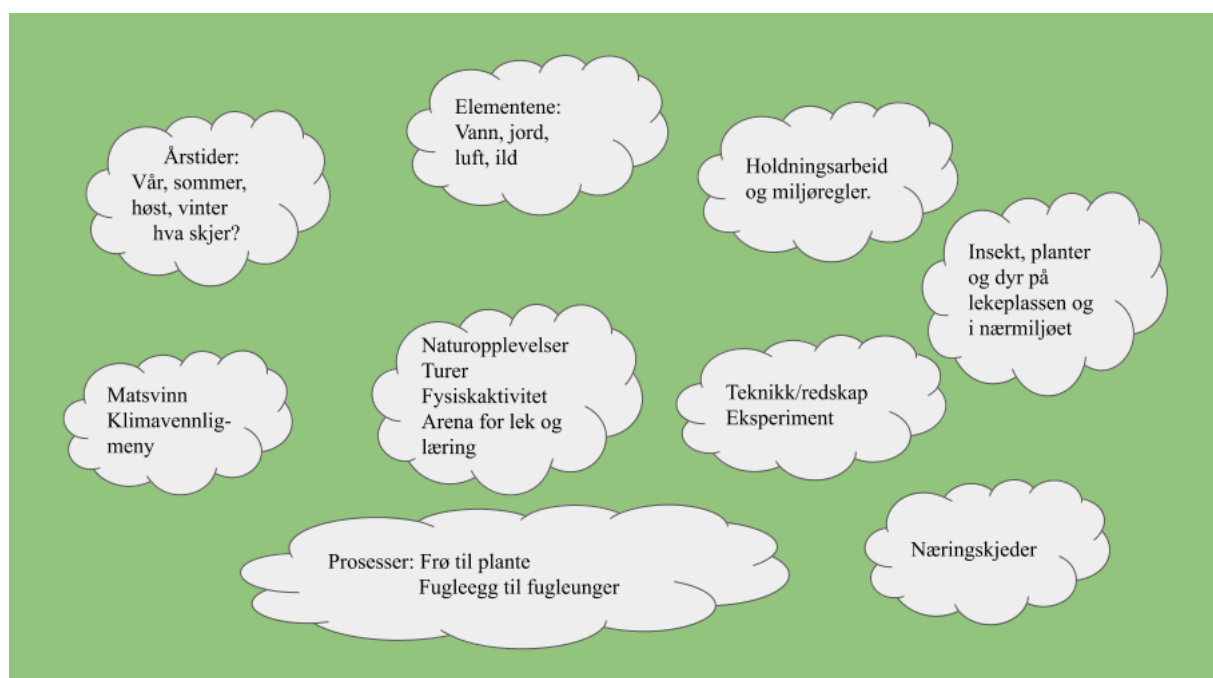 Årstider:
Vår, sommer,
høst, vinter
hva skjer?
Elementene:
Vann, jord,
luft, ild
Holdningsarbeid
og miljøregler.
Insekt, planter
og dyr på
lekeplassen og
i nærmiljøet
Matsvinn
Klimavennlig-
meny
Naturopplevelser
Turer
Fysiskaktivitet
Arena for lek og
læring
Teknikk/redskap
Eksperiment
Prosesser: Frø til plante
Fugleegg til fugleunger
Næringskjeder